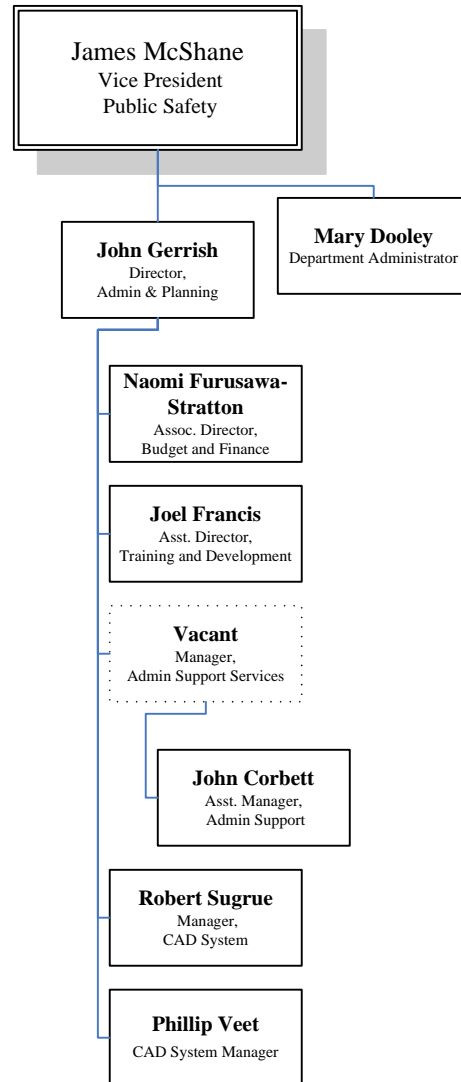 James McShane
Vice President
Public Safety
John Gerrish
Director,
Admin & Planning
Mary Dooley
Department Administrator
Naomi Furusawa-
Stratton
Assoc. Director,
Budget and Finance
Joel Francis
Asst. Director,
Training and Development
Vacant
Manager,
Admin Support Services
John Corbett
Asst. Manager,
Admin Support
Robert Sugrue
Manager,
CAD System
Phillip Veet
CAD System Manager